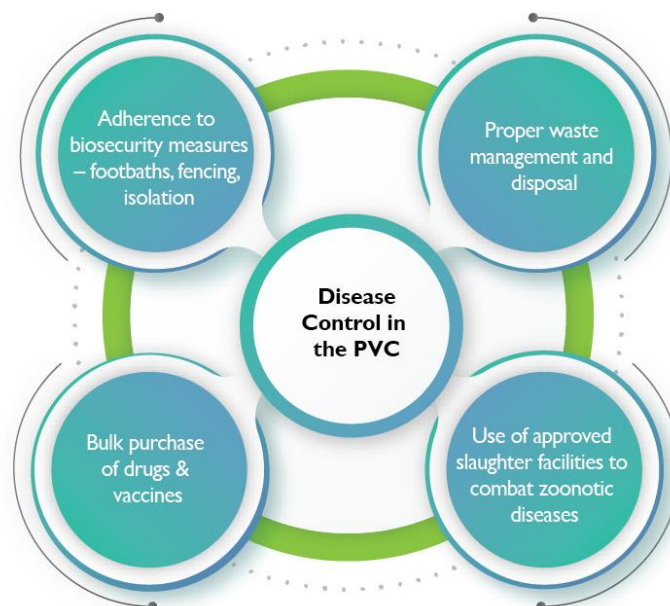 Adherence to
biosecurity measures
– footbaths, fencing,
isolation
Proper waste
management and
disposal
Disease
Control in
the PVC
Bulk purchase
of drugs &
vaccines
Use of approved
slaughter facilities to
combat zoonotic
diseases